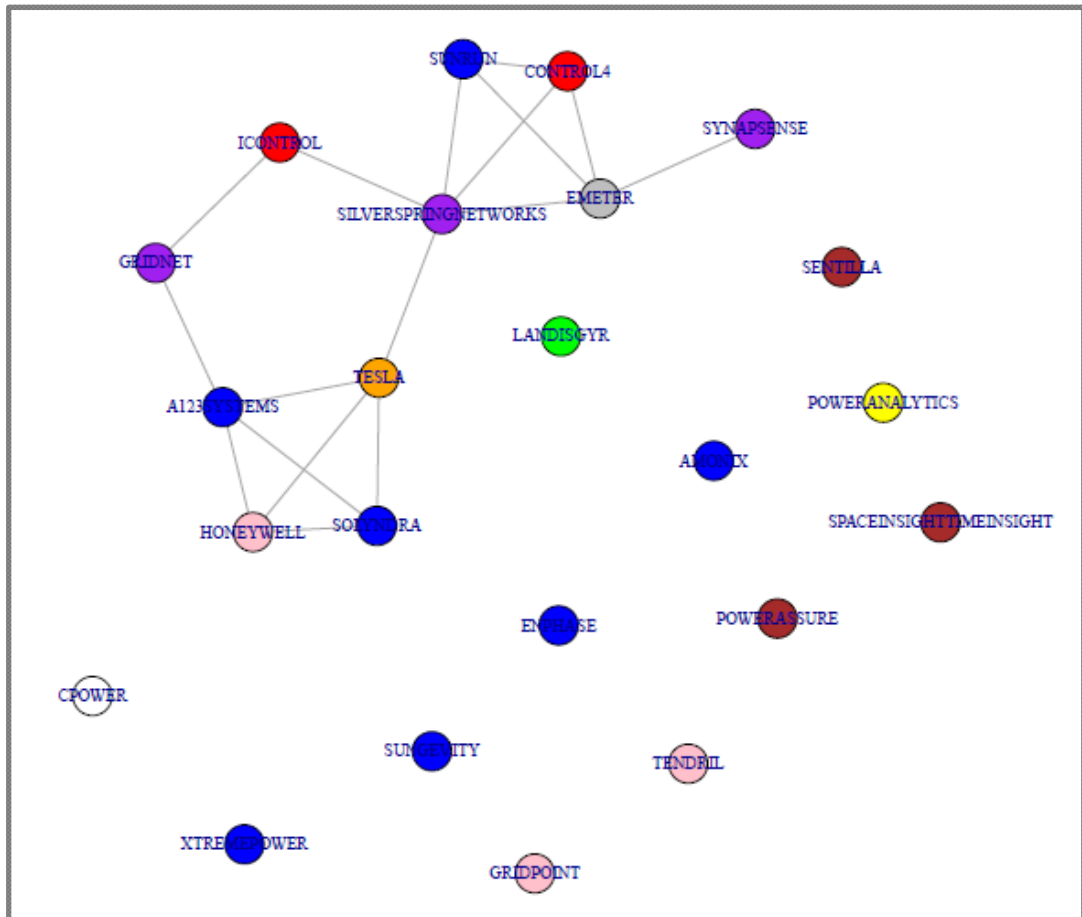 SUNRUN
CONTROL4
SYNAPSENSE
ICONTROL
EMETER
SILVERSPRINGNETWORKS
GRIDNET
SENTILLA
LANDISGYR
TESLA
A123SYSTEMS
POWERANALYTICS
AMONIX
SPACEINSIGHTTIMEINSIGHT
SOLYNDRA
HONEYWELL
POWERASSURE
ENPHASE
CPOWER
SUNGEVITY
TENDRIL
XTREMEPOWER
GRIDPOINT